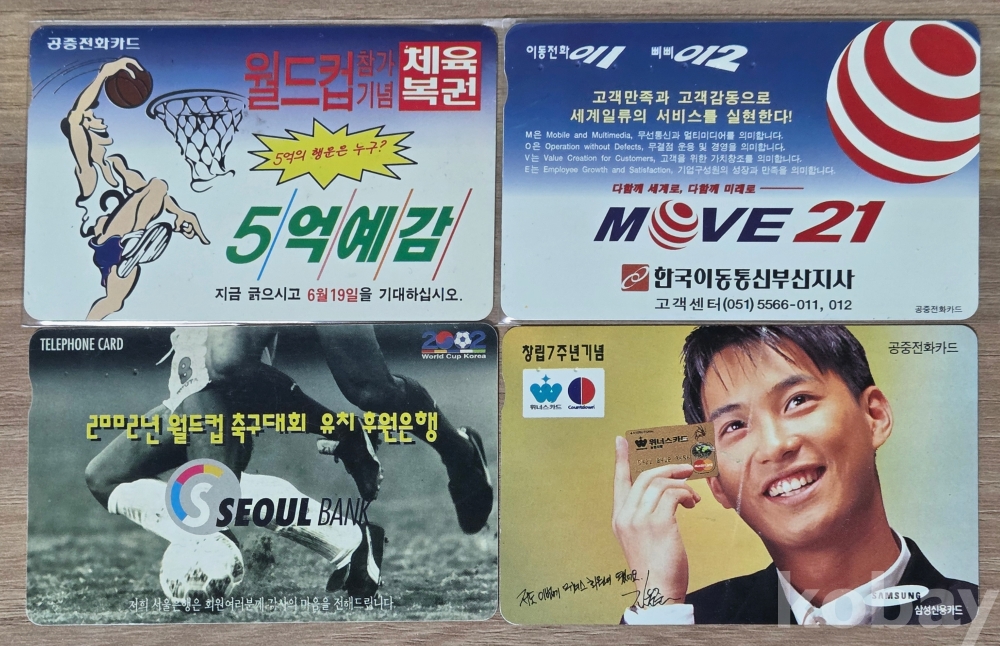 공중전화카드
월드컵 참가기념 체육복권
5억의 행운은 누구?
5/억/예/감/
지금 긁으시고 6월19일을 기대하십시오.
이동전화 011 삐삐 012
고객만족과 고객감동으로
세계일류의 서비스를 실현한다!
M은 Mobile and Multimedia, 무선통신과 멀티미디어를 의미합니다.
O은 Operation without Defects, 무결점 운용 및 경영을 의미합니다.
V는 Value Creation for Customers, 고객을 위한 가치창조를 의미합니다.
E는 Employee Growth and Satisfaction, 기업구성원의 성장과 만족을 의미합니다.
다함께 세계로, 다함께 미래로
MOVE 21
한국이동통신부산지사
고객센터(051) 5566-011, 012
공중전화카드
TELEPHONE CARD
2002
World Cup Korea
2002년 월드컵 축구대회 유치 후원은행
SEOUL BANK
저희 서울은행은 회원여러분께 감사의 마음을 전해드립니다.
창립7주년기념
공중전화카드
위너스카드 Countdown
위너스카드
MasterCard
SAMSUNG
삼성신용카드
kobay